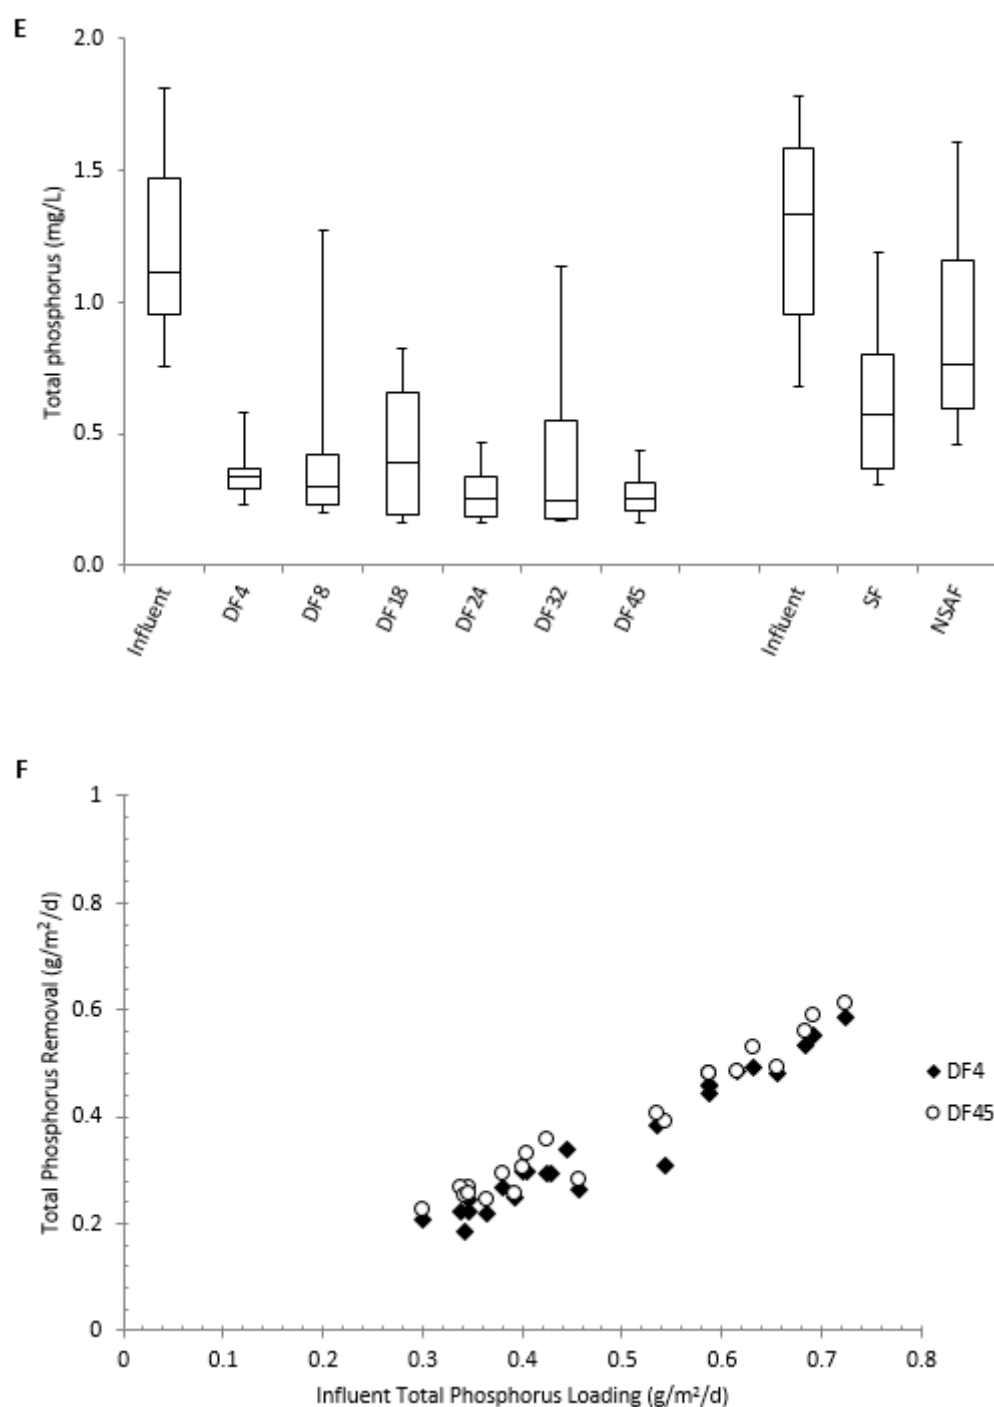 E
Total phosphorus (mg/L)
2.0
1.5
1.0
0.5
0.0
Influent
DF4
DF8
DF18
DF24
DF32
DF45
Influent
SF
NSAF
F
Total Phosphorus Removal (g/m²/d)
1
0.8
0.6
0.4
0.2
0
0
0.2
0.3
0.4
0.5
0.6
0.7
0.8
Influent Total Phosphorus Loading (g/m²/d)
DF4
DF45